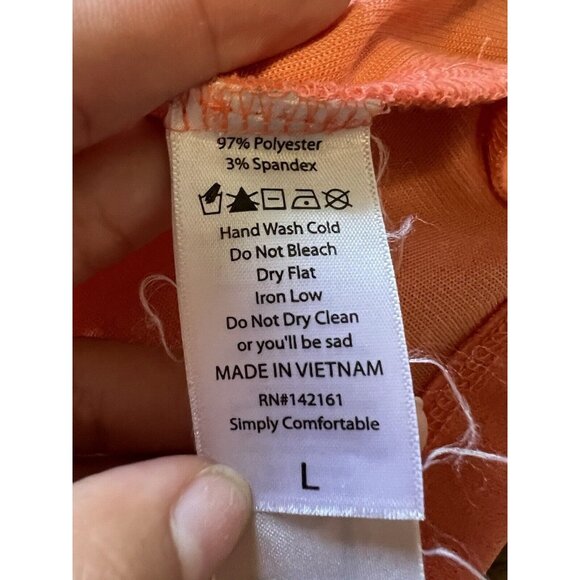 97% Polyester
3% Spandex
Hand Wash Cold
Do Not Bleach
Dry Flat
Iron Low
Do Not Dry Clean
or you'll be sad
MADE IN VIETNAM
RN#142161
Simply Comfortable
L